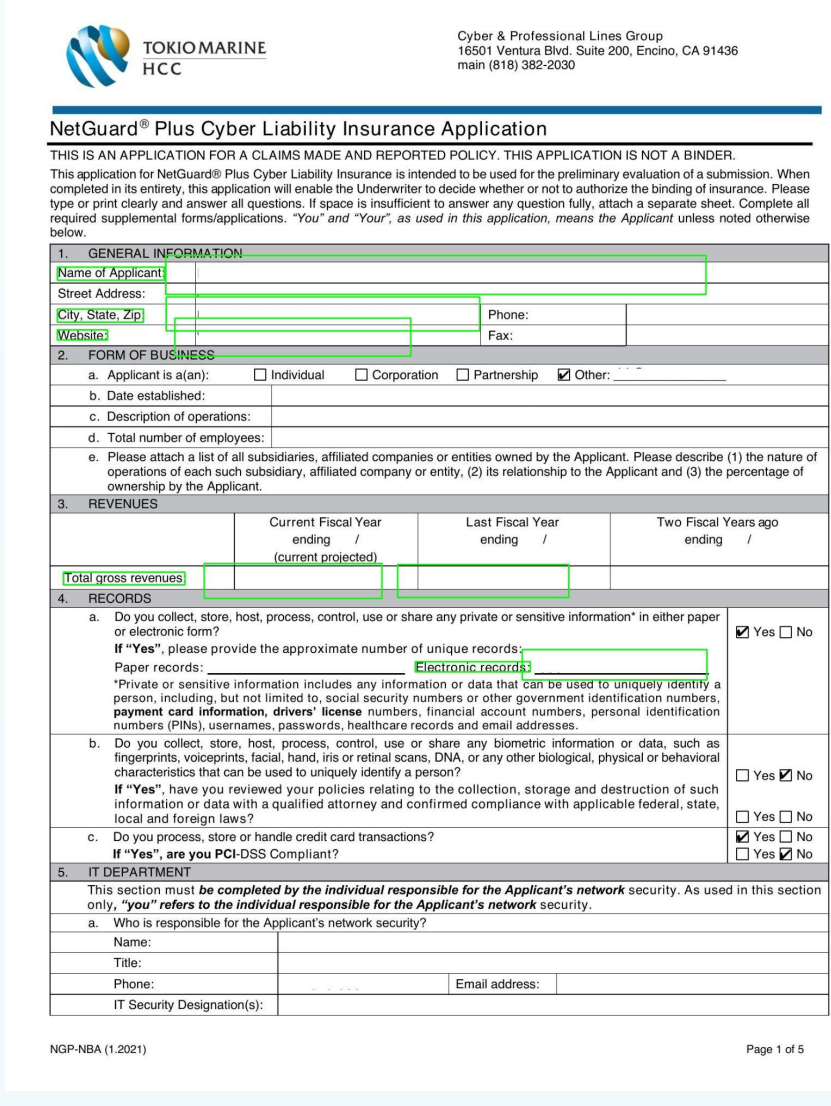 TOKIO MARINE
HCC
Cyber & Professional Lines Group
16501 Ventura Blvd. Suite 200, Encino, CA 91436
main (818) 382-2030
NetGuard® Plus Cyber Liability Insurance Application
THIS IS AN APPLICATION FOR A CLAIMS MADE AND REPORTED POLICY. THIS APPLICATION IS NOT A BINDER.
This application for NetGuard® Plus Cyber Liability Insurance is intended to be used for the preliminary evaluation of a submission. When
completed in its entirety, this application will enable the Underwriter to decide whether or not to authorize the binding of insurance. Please
type or print clearly and answer all questions. If space is insufficient to answer any question fully, attach a separate sheet. Complete all
required supplemental forms/applications. “You” and “Your”, as used in this application, means the Applicant unless noted otherwise
below.
1. GENERAL INFORMATION
Name of Applicant:
Street Address:
City, State, Zip: Phone:
Website: Fax:
2. FORM OF BUSINESS
a. Applicant is a(an): Individual Corporation Partnership Other:
b. Date established:
c. Description of operations:
d. Total number of employees:
e. Please attach a list of all subsidiaries, affiliated companies or entities owned by the Applicant. Please describe (1) the nature of
operations of each such subsidiary, affiliated company or entity, (2) its relationship to the Applicant and (3) the percentage of
ownership by the Applicant.
3. REVENUES
Current Fiscal Year Last Fiscal Year Two Fiscal Years ago
ending / ending / ending /
(current projected)
Total gross revenues:
4. RECORDS
a. Do you collect, store, host, process, control, use or share any private or sensitive information* in either paper
or electronic form? Yes No
If “Yes”, please provide the approximate number of unique records:
Paper records: Electronic records:
*Private or sensitive information includes any information or data that can be used to uniquely identify a
person, including, but not limited to, social security numbers or other government identification numbers,
payment card information, drivers’ license numbers, financial account numbers, personal identification
numbers (PINs), usernames, passwords, healthcare records and email addresses.
b. Do you collect, store, host, process, control, use or share any biometric information or data, such as
fingerprints, voiceprints, facial, hand, iris or retinal scans, DNA, or any other biological, physical or behavioral
characteristics that can be used to uniquely identify a person? Yes No
If “Yes”, have you reviewed your policies relating to the collection, storage and destruction of such
information or data with a qualified attorney and confirmed compliance with applicable federal, state,
local and foreign laws? Yes No
c. Do you process, store or handle credit card transactions? Yes No
If “Yes”, are you PCI-DSS Compliant? Yes No
5. IT DEPARTMENT
This section must be completed by the individual responsible for the Applicant’s network security. As used in this section
only, “you” refers to the individual responsible for the Applicant’s network security.
a. Who is responsible for the Applicant’s network security?
Name:
Title:
Phone: Email address:
IT Security Designation(s):
NGP-NBA (1.2021) Page 1 of 5